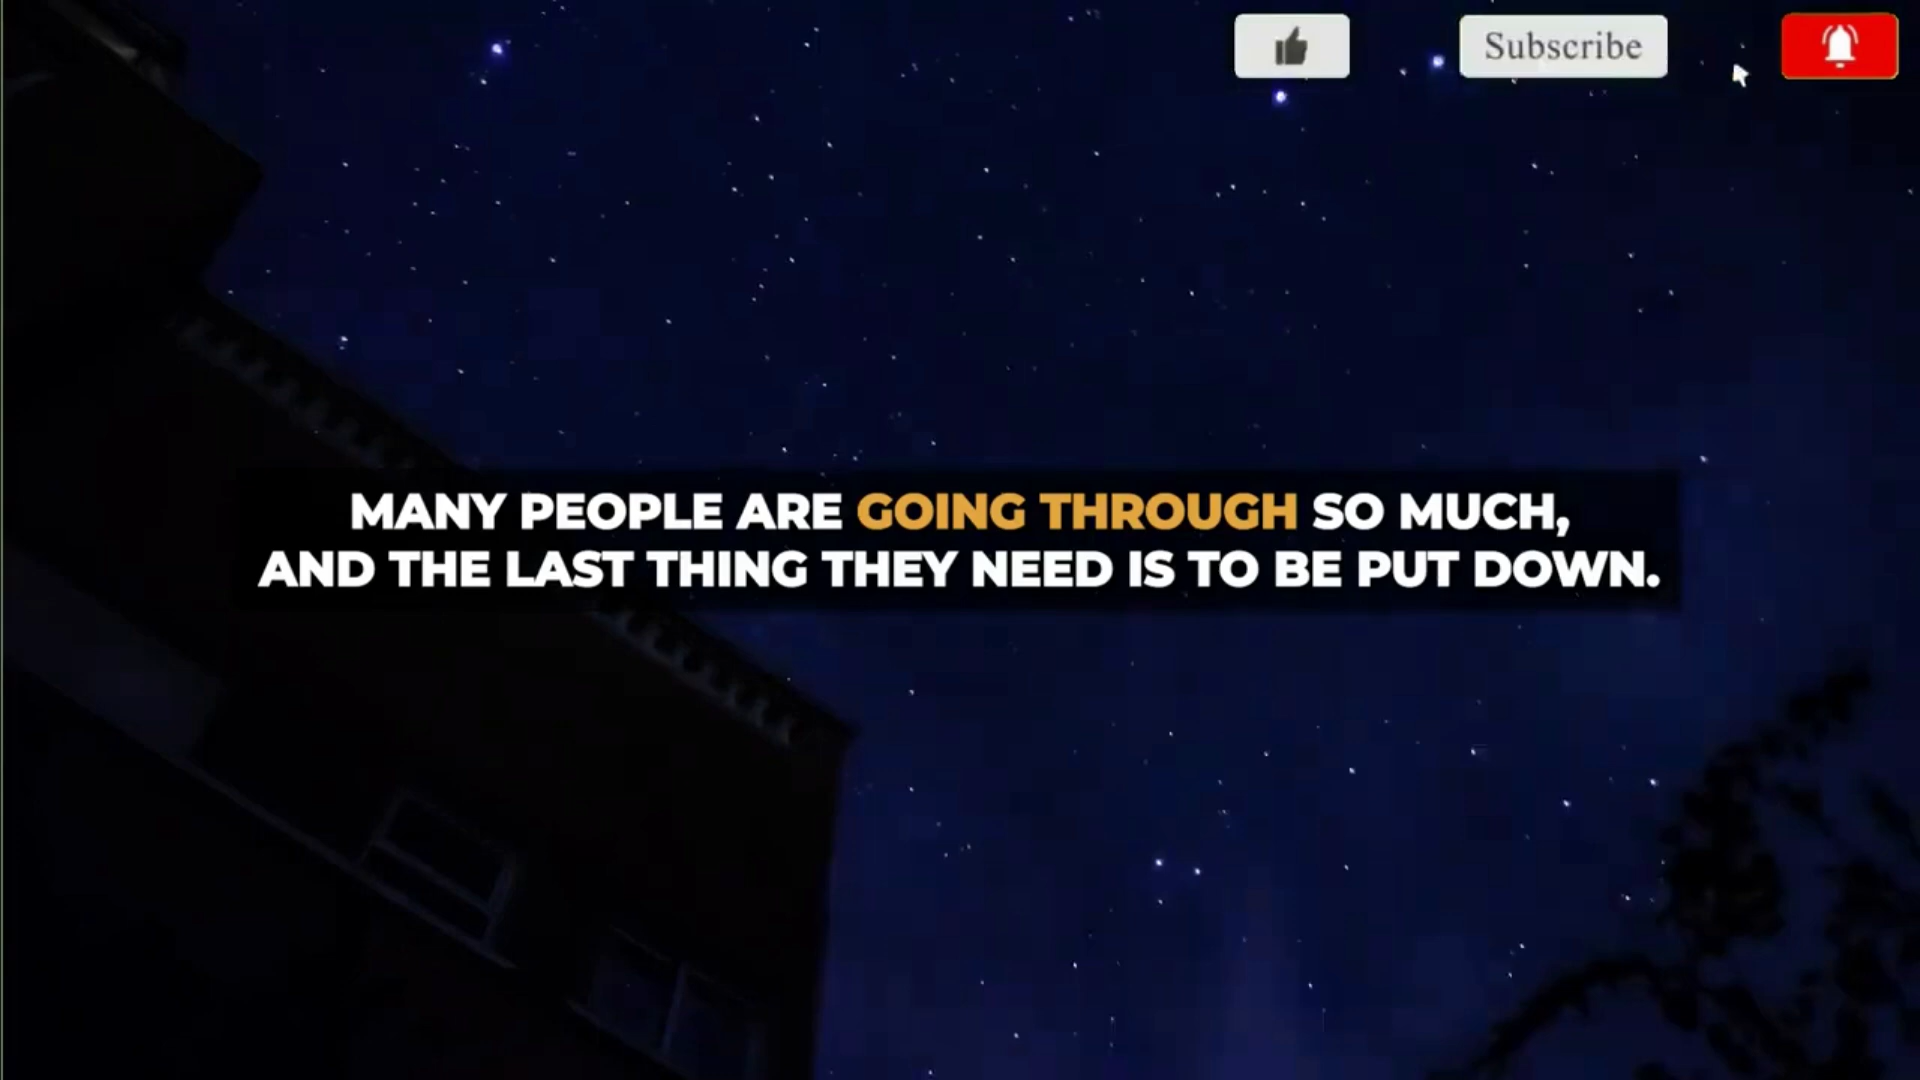 Subscribe
MANY PEOPLE ARE GOING THROUGH SO MUCH,
AND THE LAST THING THEY NEED IS TO BE PUT DOWN.